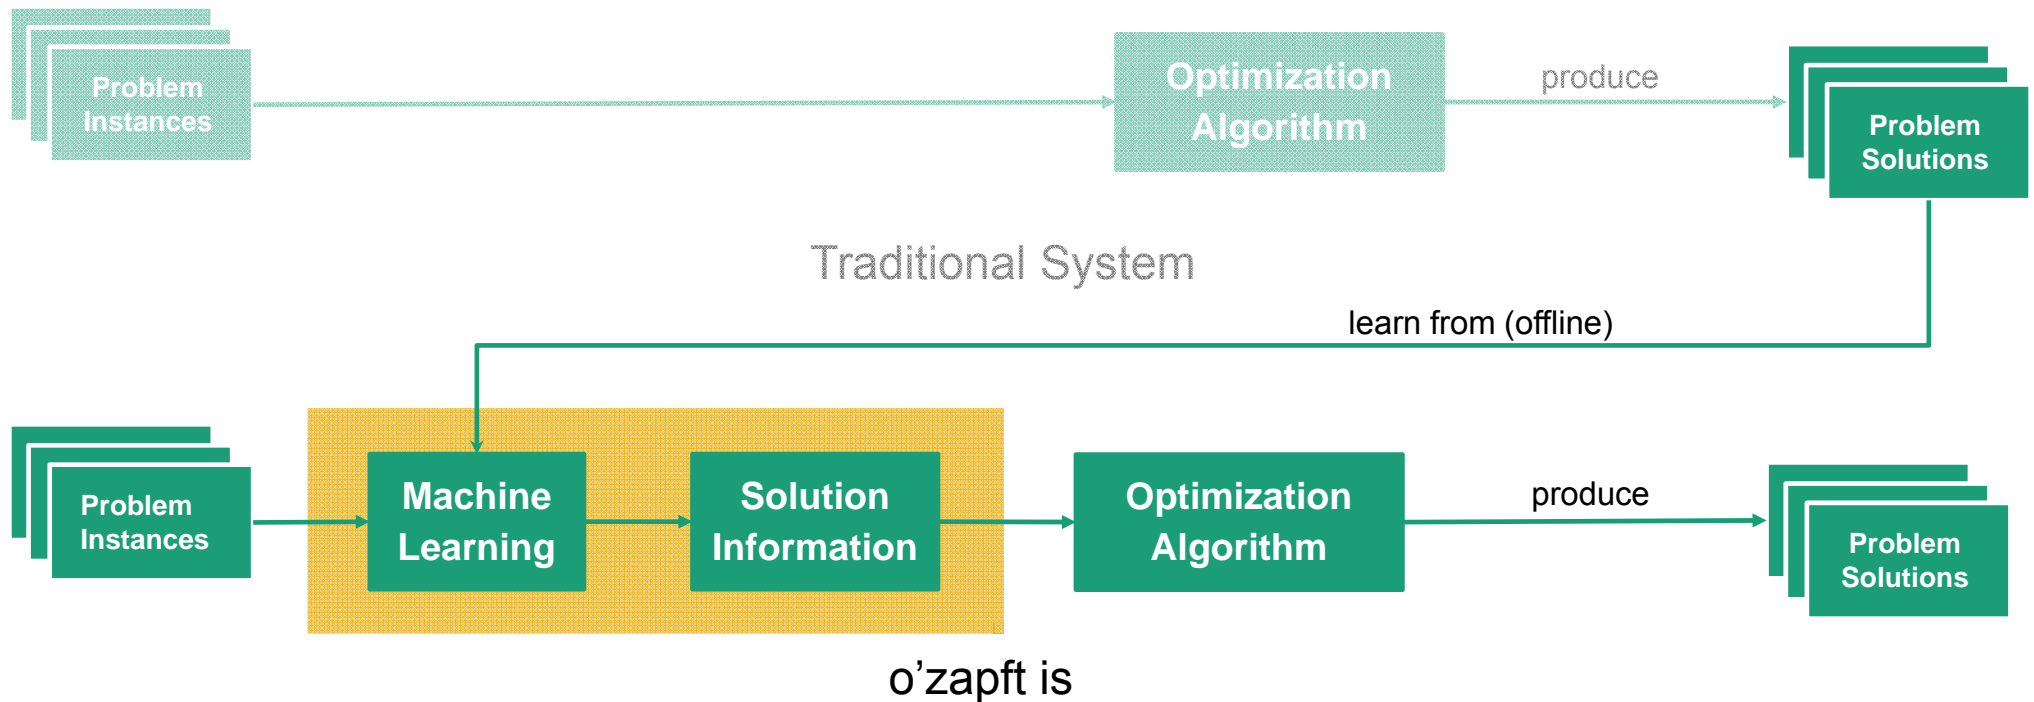 Problem
Instances
Optimization
Algorithm
produce
Problem
Solutions
Traditional System
learn from (offline)
Problem
Instances
Machine
Learning
Solution
Information
Optimization
Algorithm
produce
Problem
Solutions
o’zapft is